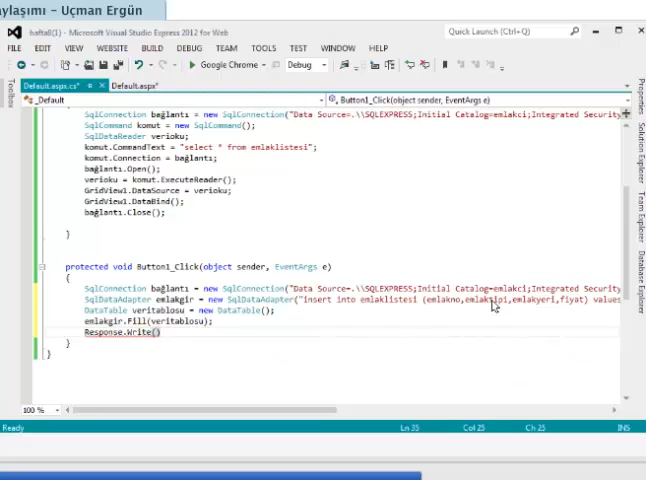 aylaşımı – Uçman Ergün
hafta8(1) - Microsoft Visual Studio Express 2012 for Web
Quick Launch (Ctrl+Q)
FILE EDIT VIEW WEBSITE BUILD DEBUG TEAM TOOLS TEST WINDOW HELP
Google Chrome Debug
Toolbox
Default.aspx.cs* Default.aspx*
_Default Button1_Click(object sender, EventArgs e)
SqlConnection bağlantı = new SqlConnection("Data Source=.\\SQLEXPRESS;Initial Catalog=emlakci;Integrated Security
SqlCommand komut = new SqlCommand();
SqlDataReader verioku;
komut.CommandText = "select * from emlaklistesi";
komut.Connection = bağlantı;
bağlantı.Open();
verioku = komut.ExecuteReader();
GridView1.DataSource = verioku;
GridView1.DataBind();
bağlantı.Close();
}
protected void Button1_Click(object sender, EventArgs e)
{
SqlConnection bağlantı = new SqlConnection("Data Source=.\\SQLEXPRESS;Initial Catalog=emlakci;Integrated Security
SqlDataAdapter emlakgir = new SqlDataAdapter("insert into emlaklistesi (emlakno,emlaktipi,emlakyeri,fiyat) values
DataTable veritablosu = new DataTable();
emlakgir.Fill(veritablosu);
Response.Write()
}
}
Properties
Solution Explorer
Team Explorer
Database Explorer
100 %
Ready Ln 35 Col 25 Ch 25 INS